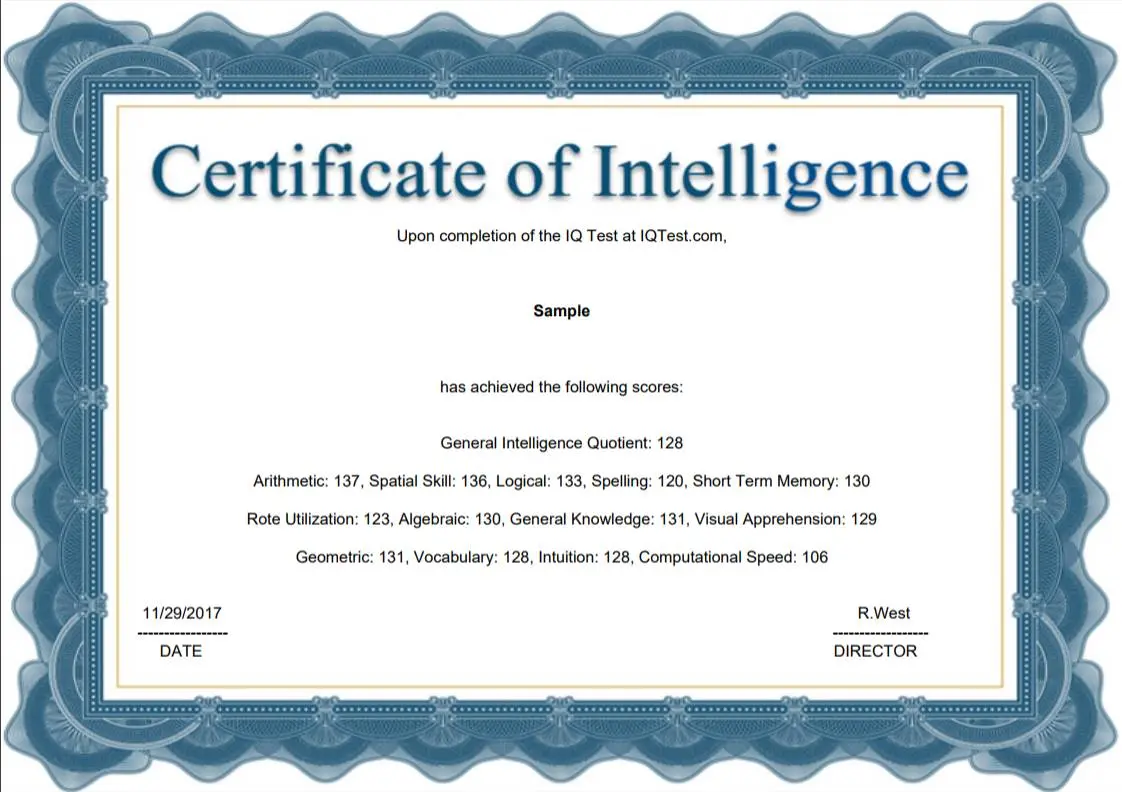 Certificate of Intelligence
Upon completion of the IQ Test at IQTest.com,
Sample
has achieved the following scores:
General Intelligence Quotient: 128
Arithmetic: 137, Spatial Skill: 136, Logical: 133, Spelling: 120, Short Term Memory: 130
Rote Utilization: 123, Algebraic: 130, General Knowledge: 131, Visual Apprehension: 129
Geometric: 131, Vocabulary: 128, Intuition: 128, Computational Speed: 106
11/29/2017 R.West
----------------- ------------------
DATE DIRECTOR